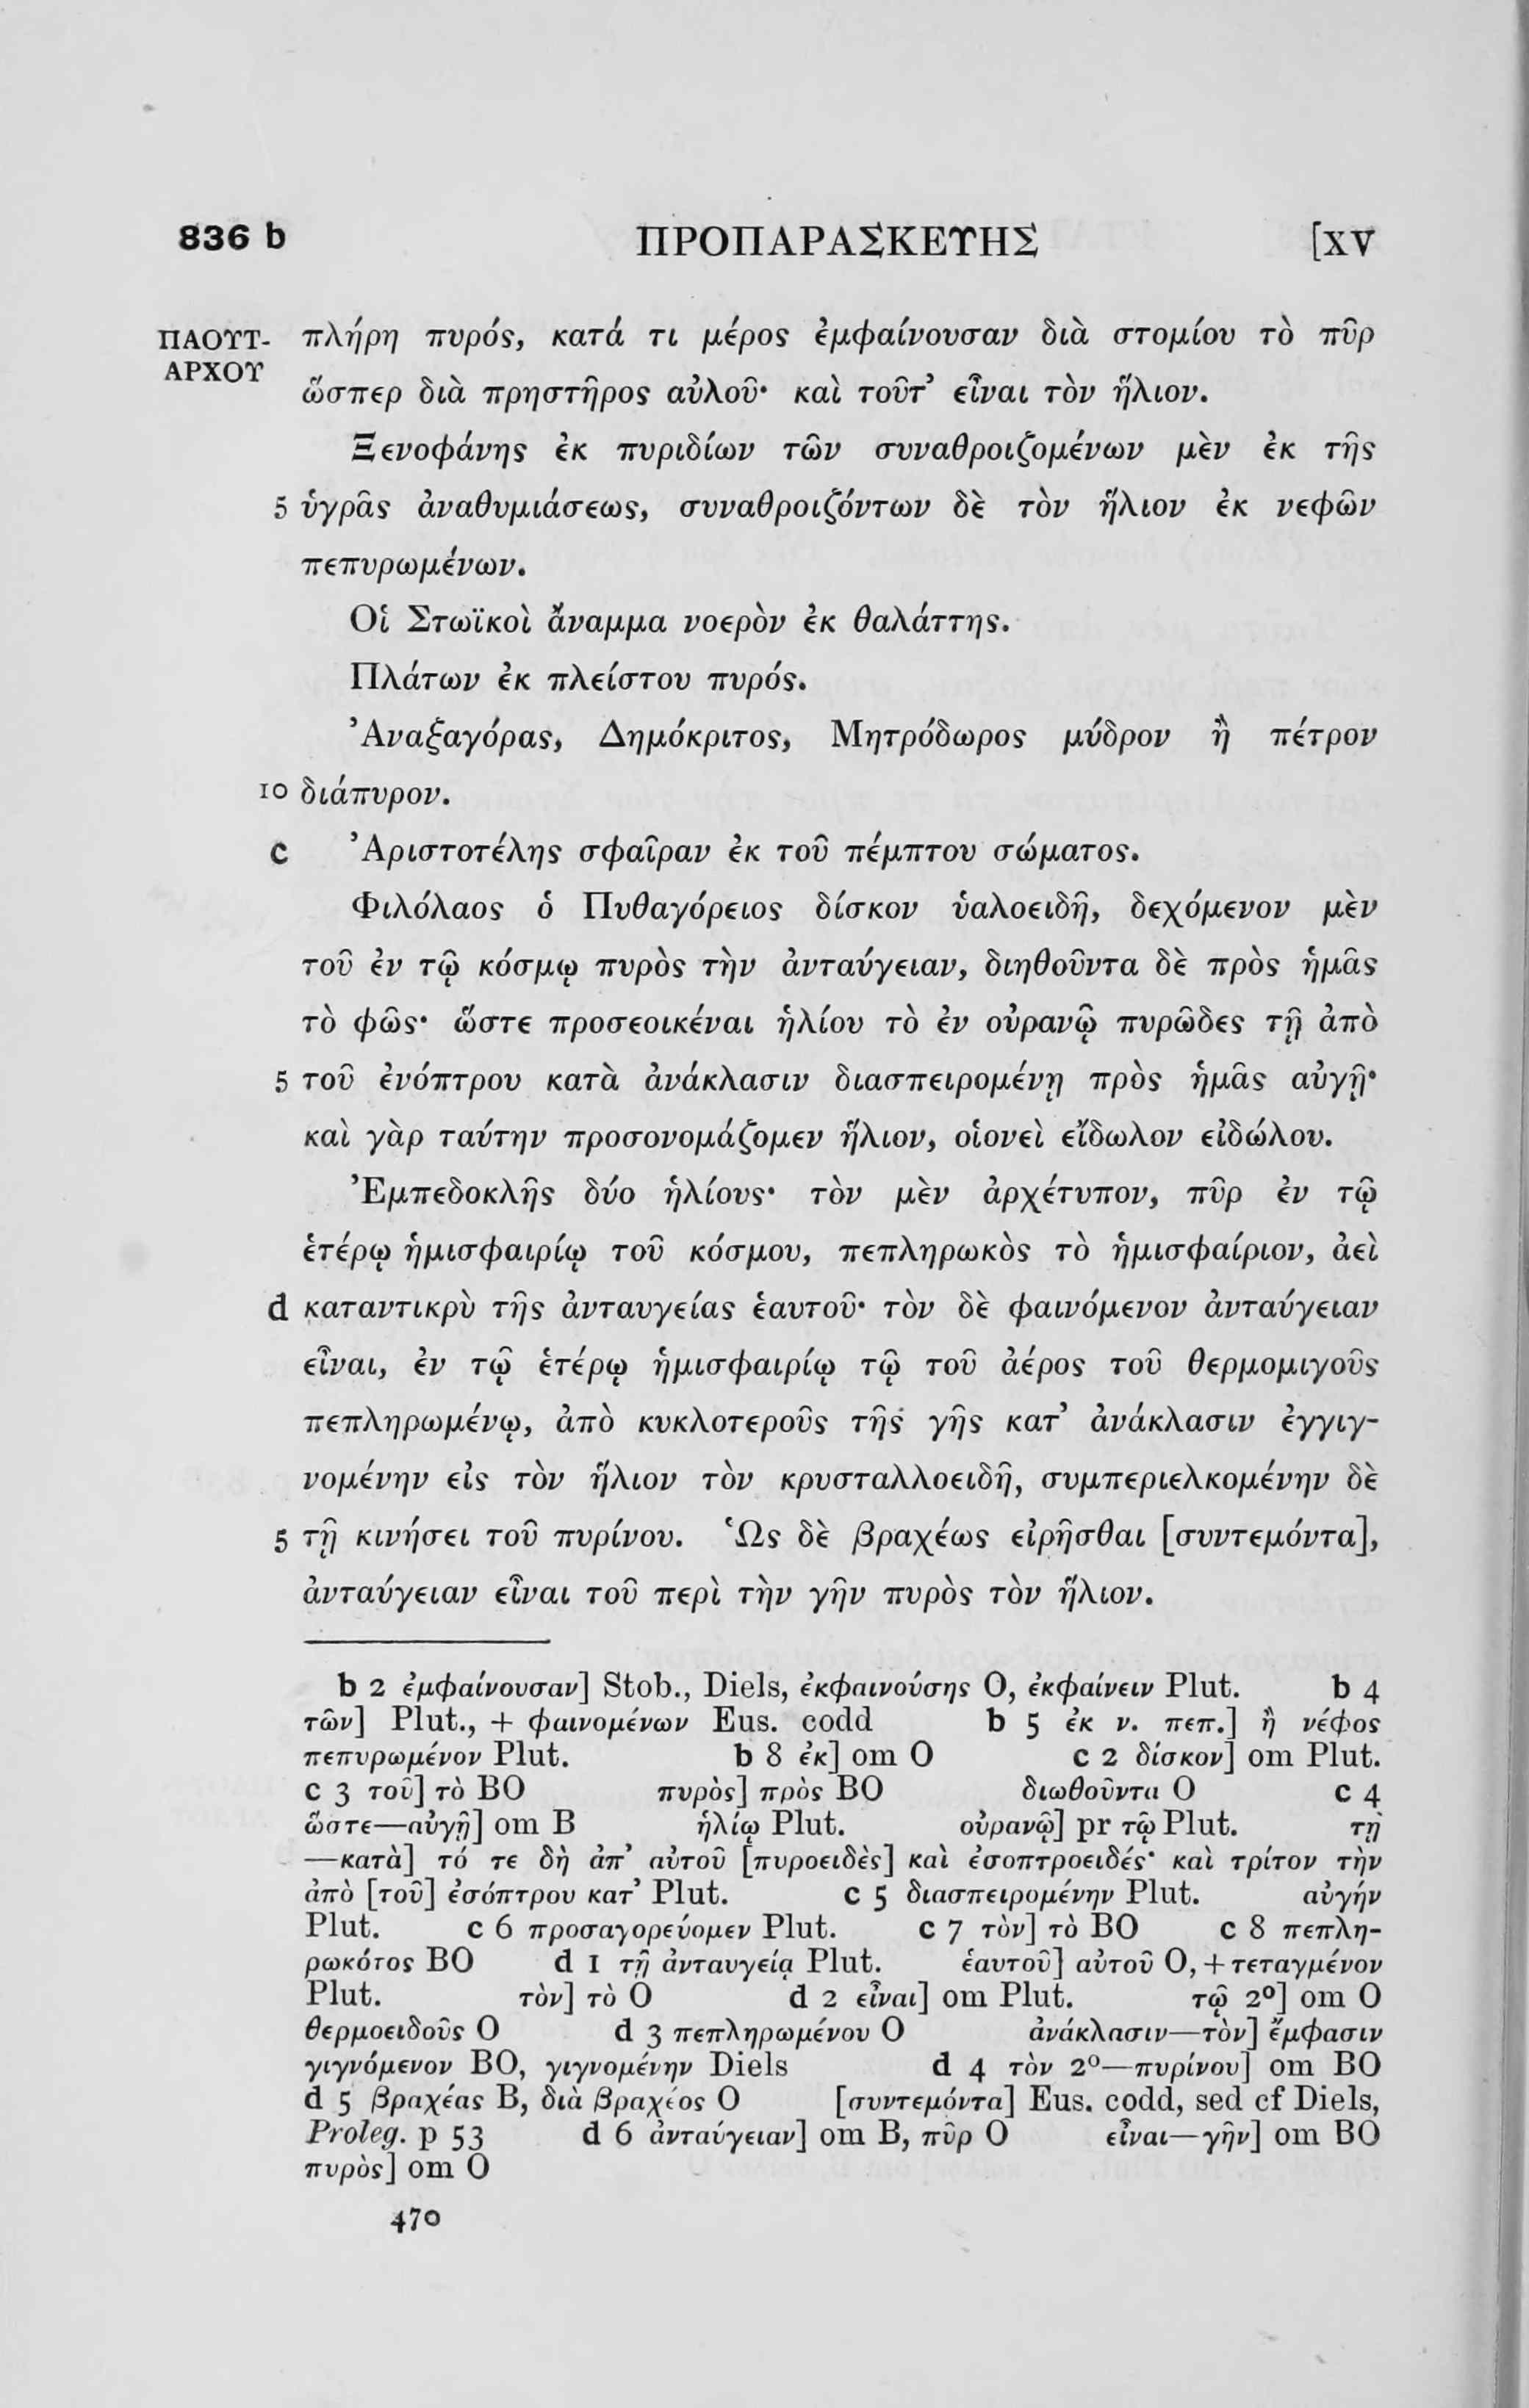 836 b ΠΡΟΠΑΡΑΣΚΕΥΗΣ [XV
ΠΛΟΥΤ- πλήρη πυρός, κατά τι μέρος ἐμφαίνουσαν διὰ στομίου τὸ πῦρ
ΑΡΧΟΥ ὥσπερ διὰ πρηστῆρος αὐλοῦ· καὶ τοῦτ’ εἶναι τὸν ἥλιον.
Ξενοφάνης ἐκ πυριδίων τῶν συναθροιζομένων μὲν ἐκ τῆς
5 ὑγρᾶς ἀναθυμιάσεως, συναθροιζόντων δὲ τὸν ἥλιον ἐκ νεφῶν
πεπυρωμένων.
Οἱ Στωϊκοὶ ἄναμμα νοερὸν ἐκ θαλάττης.
Πλάτων ἐκ πλείστου πυρός.
Ἀναξαγόρας, Δημόκριτος, Μητρόδωρος μύδρον ἢ πέτρον
10 διάπυρον.
c Ἀριστοτέλης σφαῖραν ἐκ τοῦ πέμπτου σώματος.
Φιλόλαος ὁ Πυθαγόρειος δίσκον ὑαλοειδῆ, δεχόμενον μὲν
τοῦ ἐν τῷ κόσμῳ πυρὸς τὴν ἀνταύγειαν, διηθοῦντα δὲ πρὸς ἡμᾶς
τὸ φῶς· ὥστε προσεοικέναι ἡλίου τὸ ἐν οὐρανῷ πυρῶδες τῇ ἀπὸ
5 τοῦ ἐνόπτρου κατὰ ἀνάκλασιν διασπειρομένῃ πρὸς ἡμᾶς αὐγῇ·
καὶ γὰρ ταύτην προσονομάζομεν ἥλιον, οἱονεὶ εἴδωλον εἰδώλου.
Ἐμπεδοκλῆς δύο ἡλίους· τὸν μὲν ἀρχέτυπον, πῦρ ἐν τῷ
ἑτέρῳ ἡμισφαιρίῳ τοῦ κόσμου, πεπληρωκὸς τὸ ἡμισφαίριον, ἀεὶ
d καταντικρὺ τῆς ἀνταυγείας ἑαυτοῦ· τὸν δὲ φαινόμενον ἀνταύγειαν
εἶναι, ἐν τῷ ἑτέρῳ ἡμισφαιρίῳ τῷ τοῦ ἀέρος τοῦ θερμομιγοῦς
πεπληρωμένῳ, ἀπὸ κυκλοτεροῦς τῆς γῆς κατ’ ἀνάκλασιν ἐγγιγ-
νομένην εἰς τὸν ἥλιον τὸν κρυσταλλοειδῆ, συμπεριελκομένην δὲ
5 τῇ κινήσει τοῦ πυρίνου. Ὡς δὲ βραχέως εἰρῆσθαι [συντεμόντα],
ἀνταύγειαν εἶναι τοῦ περὶ τὴν γῆν πυρὸς τὸν ἥλιον.
b 2 ἐμφαίνουσαν] Stob., Diels, ἐκφαινούσης O, ἐκφαίνειν Plut. b 4
τῶν] Plut., + φαινομένων Eus. codd b 5 ἐκ ν. πεπ.] ἢ νέφος
πεπυρωμένον Plut. b 8 ἐκ] om O c 2 δίσκον] om Plut.
c 3 τοῦ] τὸ BO πυρὸς] πρὸς BO διωθοῦντα O c 4
ὥστε—αὐγῇ] om B ἡλίῳ Plut. οὐρανῷ] pr τῷ Plut. τῇ
—κατὰ] τό τε δὴ ἀπ’ αὐτοῦ [πυροειδὲς] καὶ ἐσοπτροειδές· καὶ τρίτον τὴν
ἀπὸ [τοῦ] ἐσόπτρου κατ’ Plut. c 5 διασπειρομένην Plut. αὐγήν
Plut. c 6 προσαγορεύομεν Plut. c 7 τὸν] τὸ BO c 8 πεπλη-
ρωκότος BO d 1 τῇ ἀνταυγείᾳ Plut. ἑαυτοῦ] αὐτοῦ O, + τεταγμένον
Plut. τὸν] τὸ O d 2 εἶναι] om Plut. τῷ 2⁰] om O
θερμοειδοῦς O d 3 πεπληρωμένου O ἀνάκλασιν—τὸν] ἔμφασιν
γιγνόμενον BO, γιγνομένην Diels d 4 τὸν 2⁰—πυρίνου] om BO
d 5 βραχέας B, διὰ βραχέος O [συντεμόντα] Eus. codd, sed cf Diels,
Proleg. p 53 d 6 ἀνταύγειαν] om B, πῦρ O εἶναι—γῆν] om BO
πυρὸς] om O
470